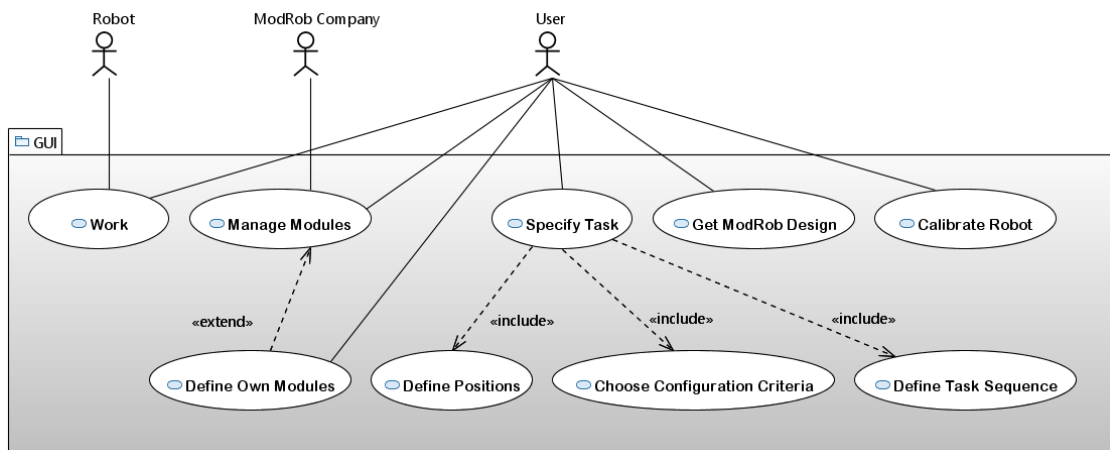 Robot
ModRob Company
User
GUI
Work
Manage Modules
Specify Task
Get ModRob Design
Calibrate Robot
«extend»
«include»
«include»
«include»
Define Own Modules
Define Positions
Choose Configuration Criteria
Define Task Sequence